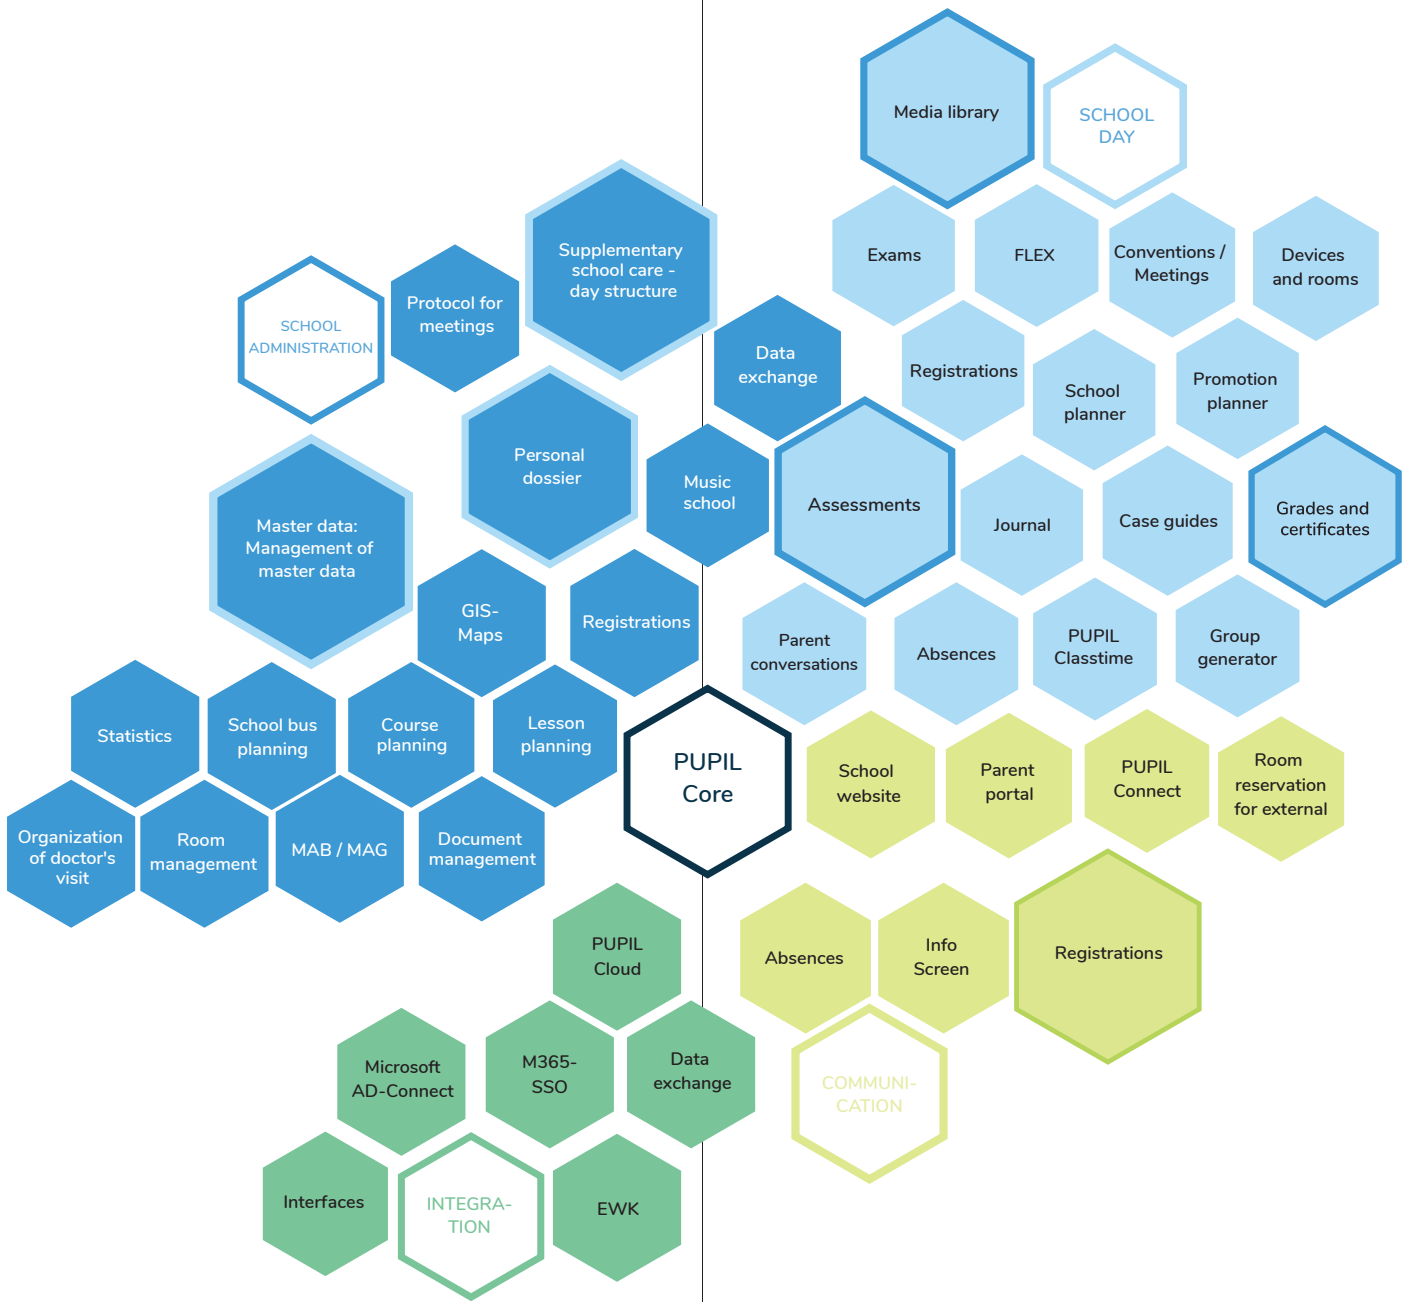 Media library
SCHOOL
DAY
Supplementary
school care -
day structure
Exams
FLEX
Conventions /
Meetings
Devices
and rooms
SCHOOL
ADMINISTRATION
Protocol for
meetings
Data
exchange
Registrations
School
planner
Promotion
planner
Personal
dossier
Music
school
Assessments
Journal
Case guides
Grades and
certificates
Master data:
Management of
master data
GIS-
Maps
Registrations
Parent
conversations
Absences
PUPIL
Classtime
Group
generator
Statistics
School bus
planning
Course
planning
Lesson
planning
PUPIL
Core
School
website
Parent
portal
PUPIL
Connect
Room
reservation
for external
Organization
of doctor's
visit
Room
management
MAB / MAG
Document
management
PUPIL
Cloud
Absences
Info
Screen
Registrations
Microsoft
AD-Connect
M365-
SSO
Data
exchange
COMMUNI-
CATION
Interfaces
INTEGRA-
TION
EWK